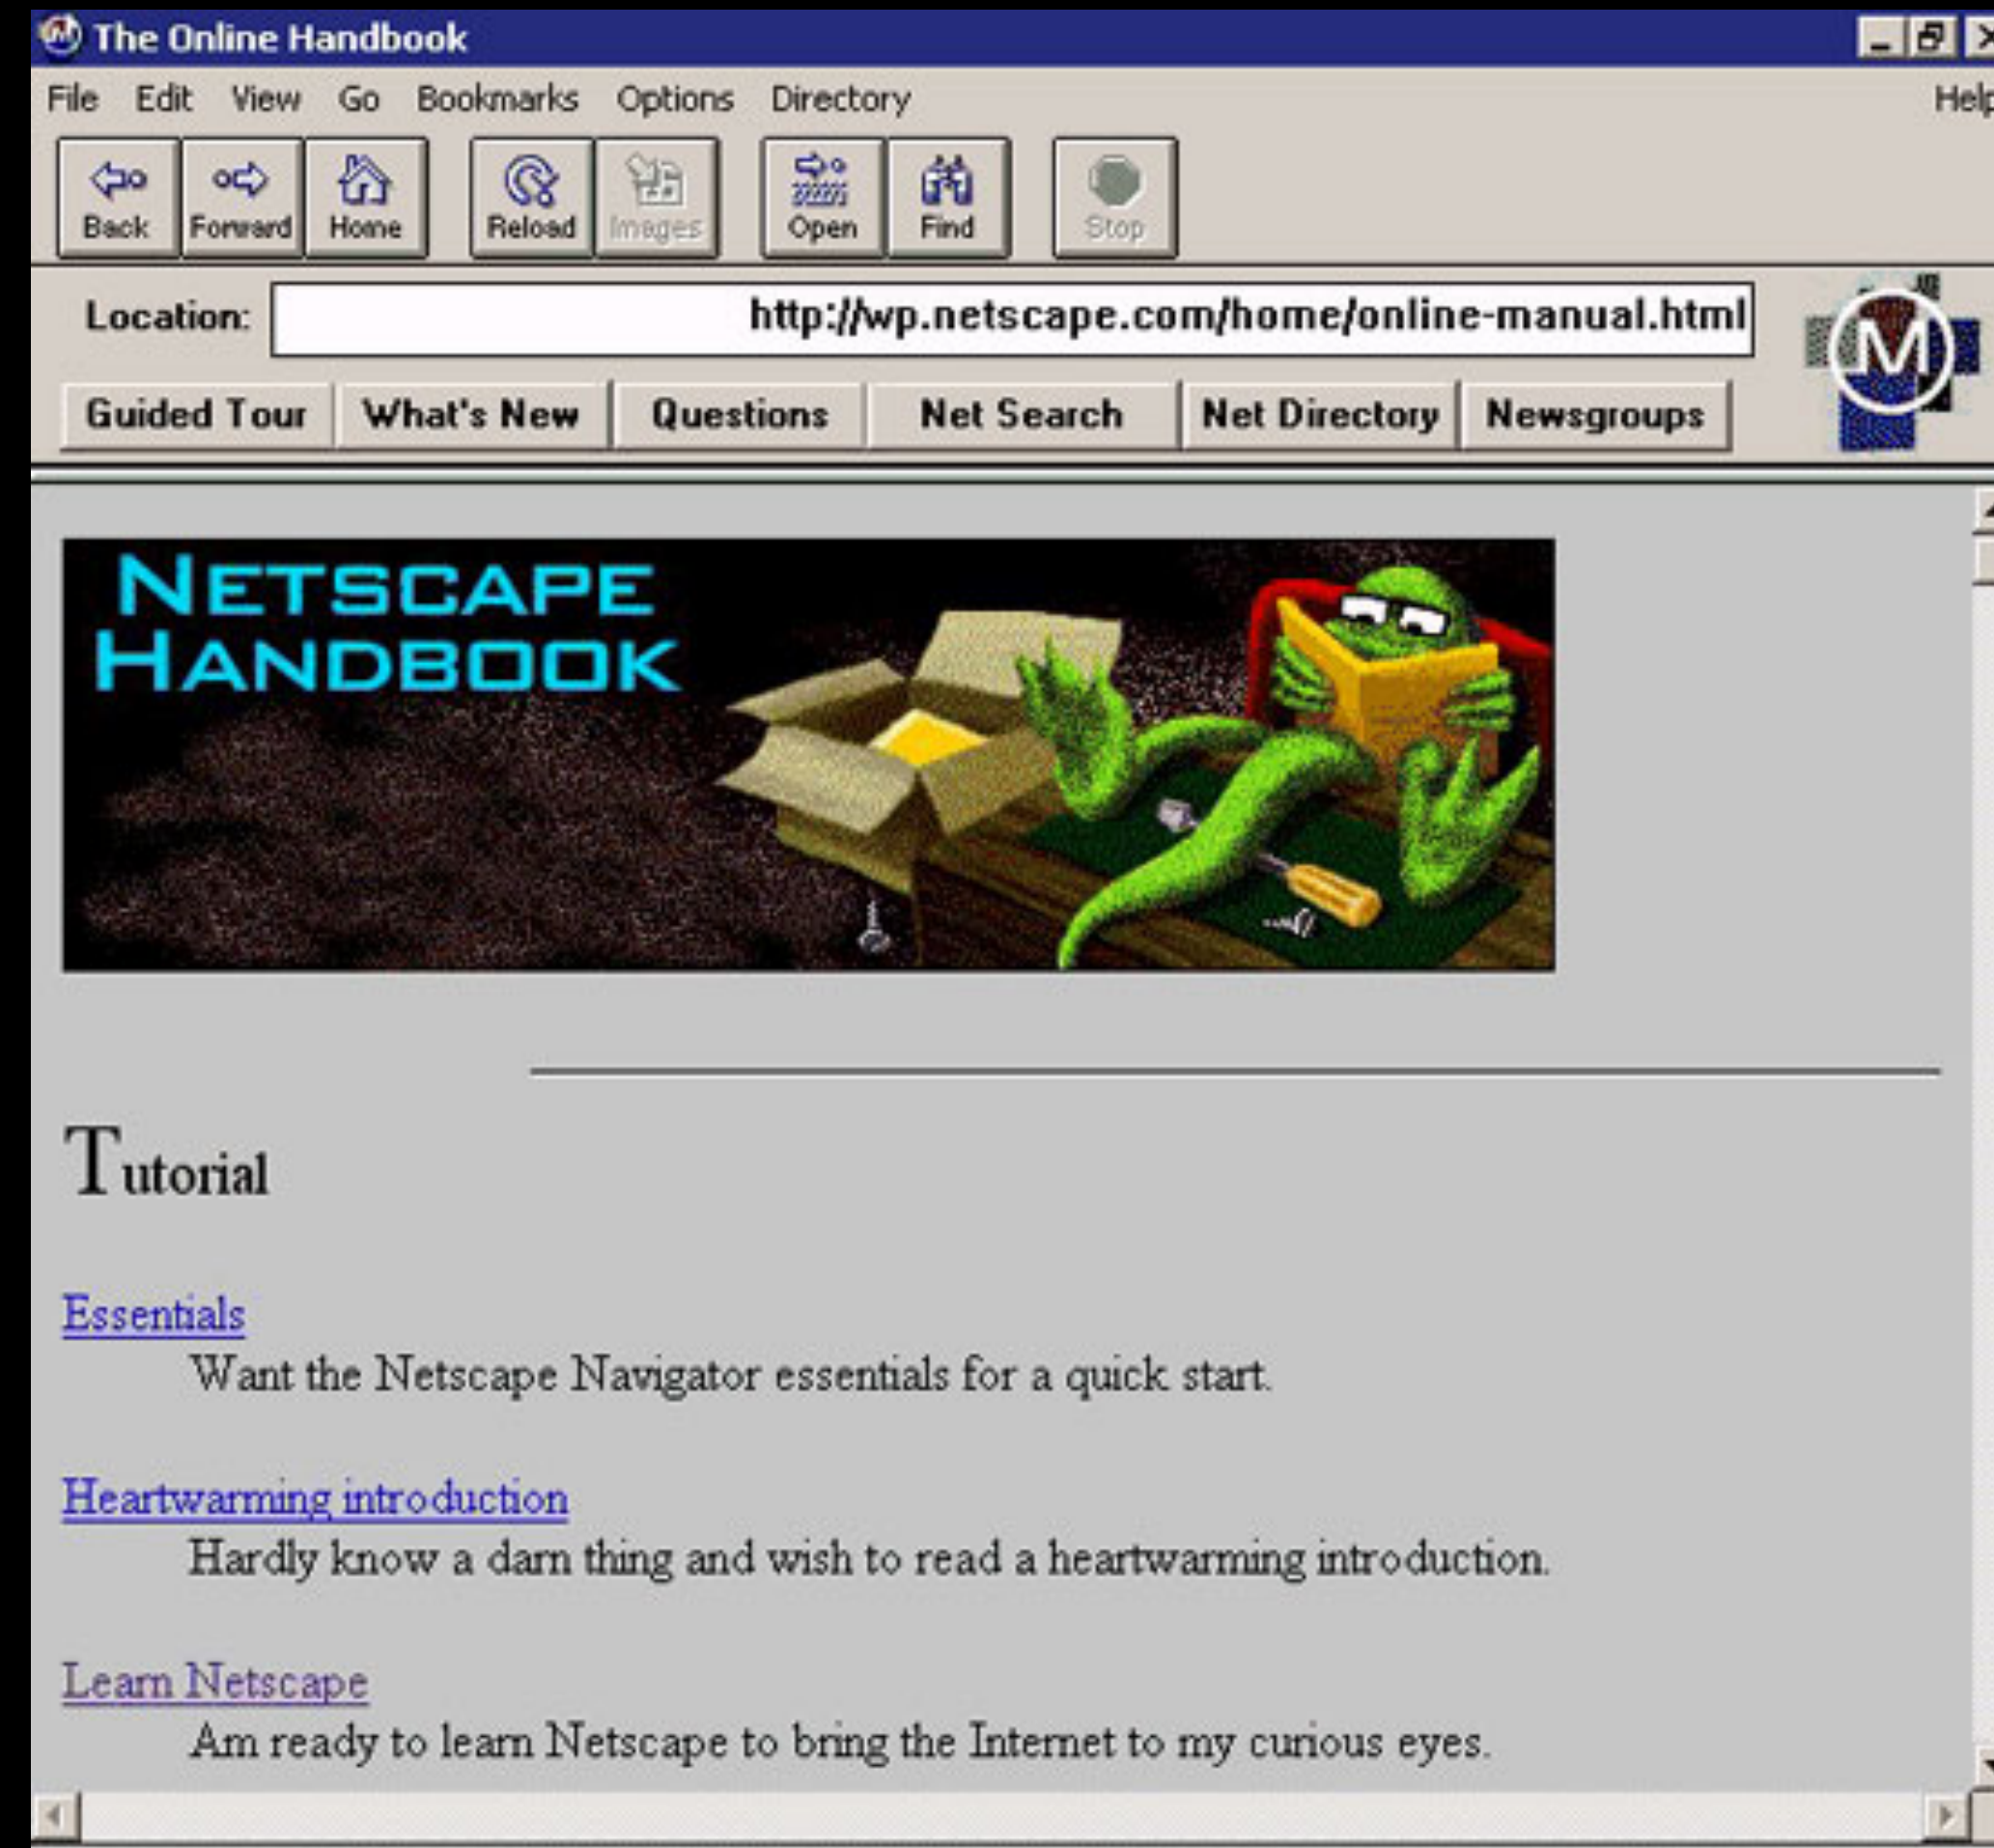 The Online Handbook
File Edit View Go Bookmarks Options Directory Help
Back Forward Home Reload Images Open Find Stop
Location: http://wp.netscape.com/home/online-manual.html
M
Guided Tour What's New Questions Net Search Net Directory Newsgroups
NETSCAPE
HANDBOOK
Tutorial
Essentials
Want the Netscape Navigator essentials for a quick start.
Heartwarming introduction
Hardly know a darn thing and wish to read a heartwarming introduction.
Learn Netscape
Am ready to learn Netscape to bring the Internet to my curious eyes.